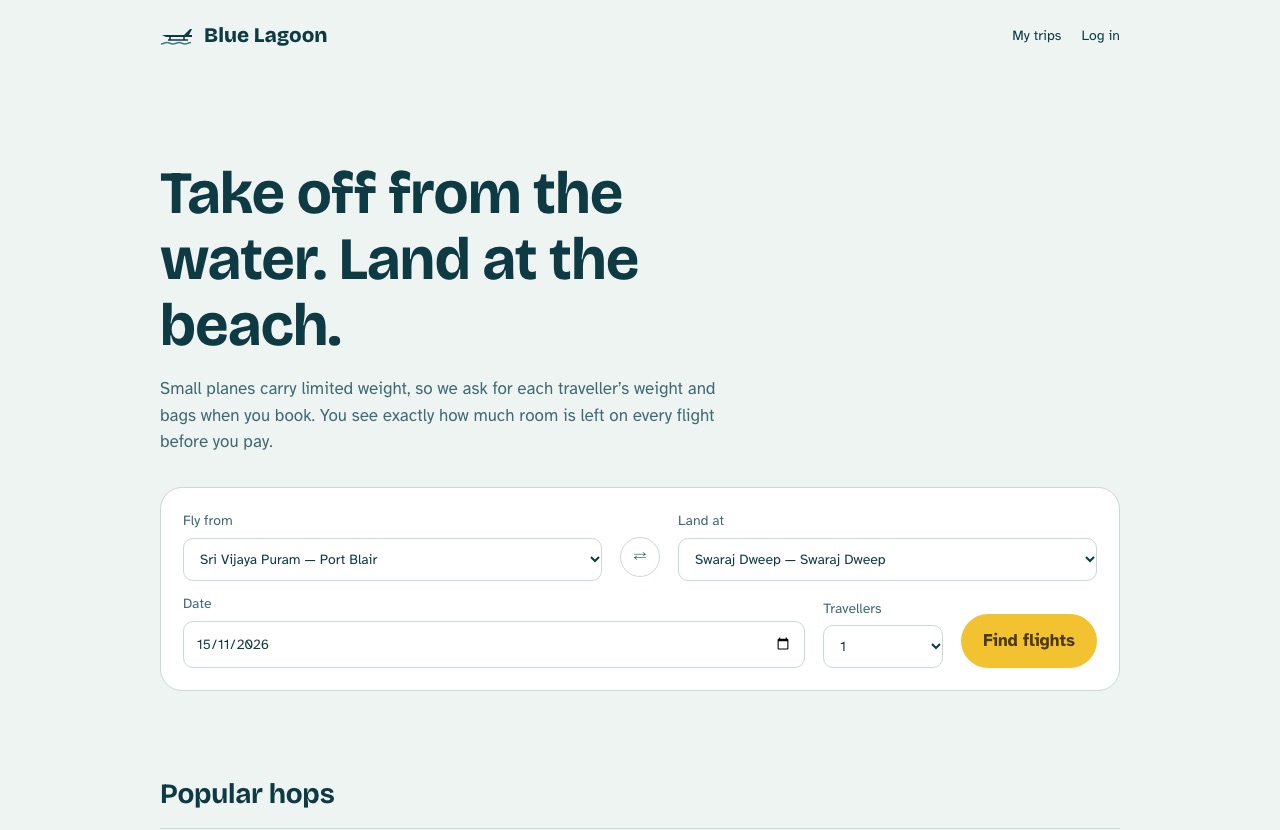 Blue Lagoon
My trips
Log in
Take off from the
water. Land at the
beach.
Small planes carry limited weight, so we ask for each traveller’s weight and
bags when you book. You see exactly how much room is left on every flight
before you pay.
Fly from
Land at
Sri Vijaya Puram — Port Blair
Swaraj Dweep — Swaraj Dweep
Date
Travellers
15/11/2026
1
Find flights
Popular hops